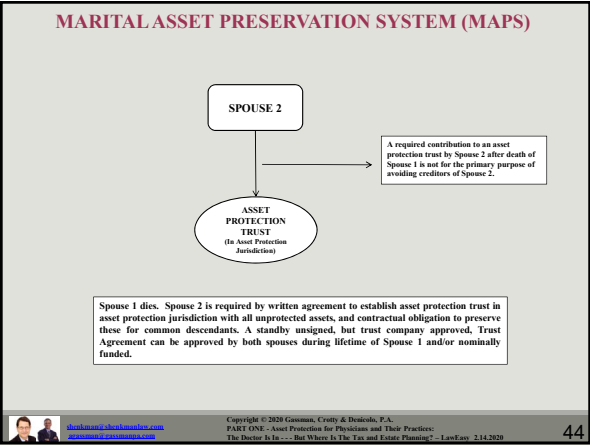 MARITAL ASSET PRESERVATION SYSTEM (MAPS)
SPOUSE 2
A required contribution to an asset
protection trust by Spouse 2 after death of
Spouse 1 is not for the primary purpose of
avoiding creditors of Spouse 2.
ASSET
PROTECTION
TRUST
(In Asset Protection
Jurisdiction)
Spouse 1 dies. Spouse 2 is required by written agreement to establish asset protection trust in
asset protection jurisdiction with all unprotected assets, and contractual obligation to preserve
these for common descendants. A standby unsigned, but trust company approved, Trust
Agreement can be approved by both spouses during lifetime of Spouse 1 and/or nominally
funded.
shenkman@shenkmanlaw.com
agassman@gassmanpa.com
Copyright © 2020 Gassman, Crotty & Denicolo, P.A.
PART ONE - Asset Protection for Physicians and Their Practices:
The Doctor Is In - - - But Where Is The Tax and Estate Planning? – LawEasy 2.14.2020
44